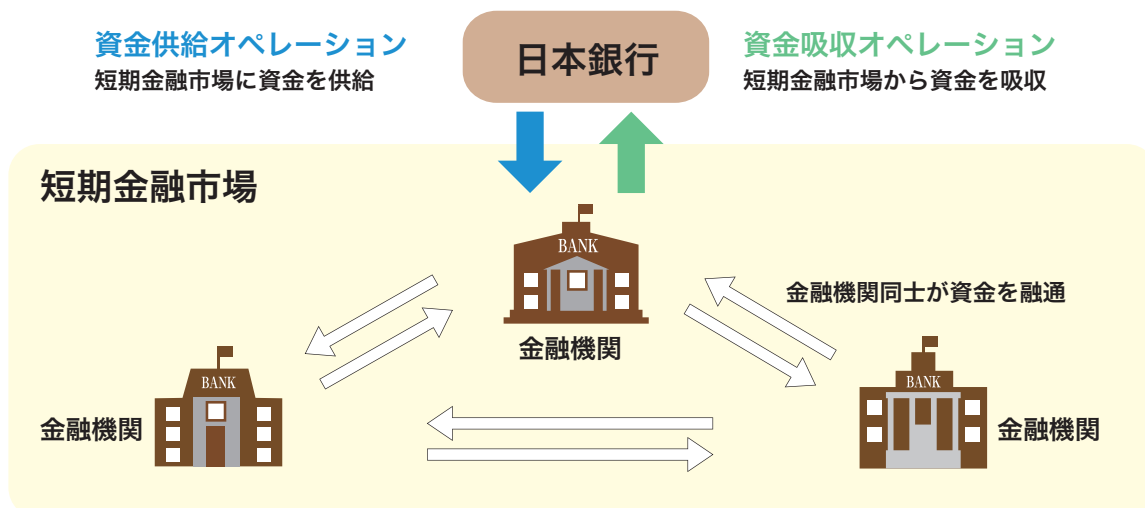 資金供給オペレーション
短期金融市場に資金を供給
日本銀行
資金吸収オペレーション
短期金融市場から資金を吸収
短期金融市場
BANK
金融機関
金融機関同士が資金を融通
BANK
金融機関
BANK
金融機関